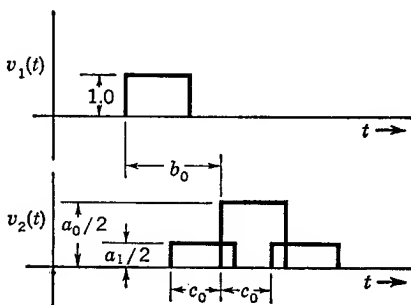 v₁(t)
1.0
t
b₀
v₂(t)
a₀/2
a₁/2
t
c₀
c₀